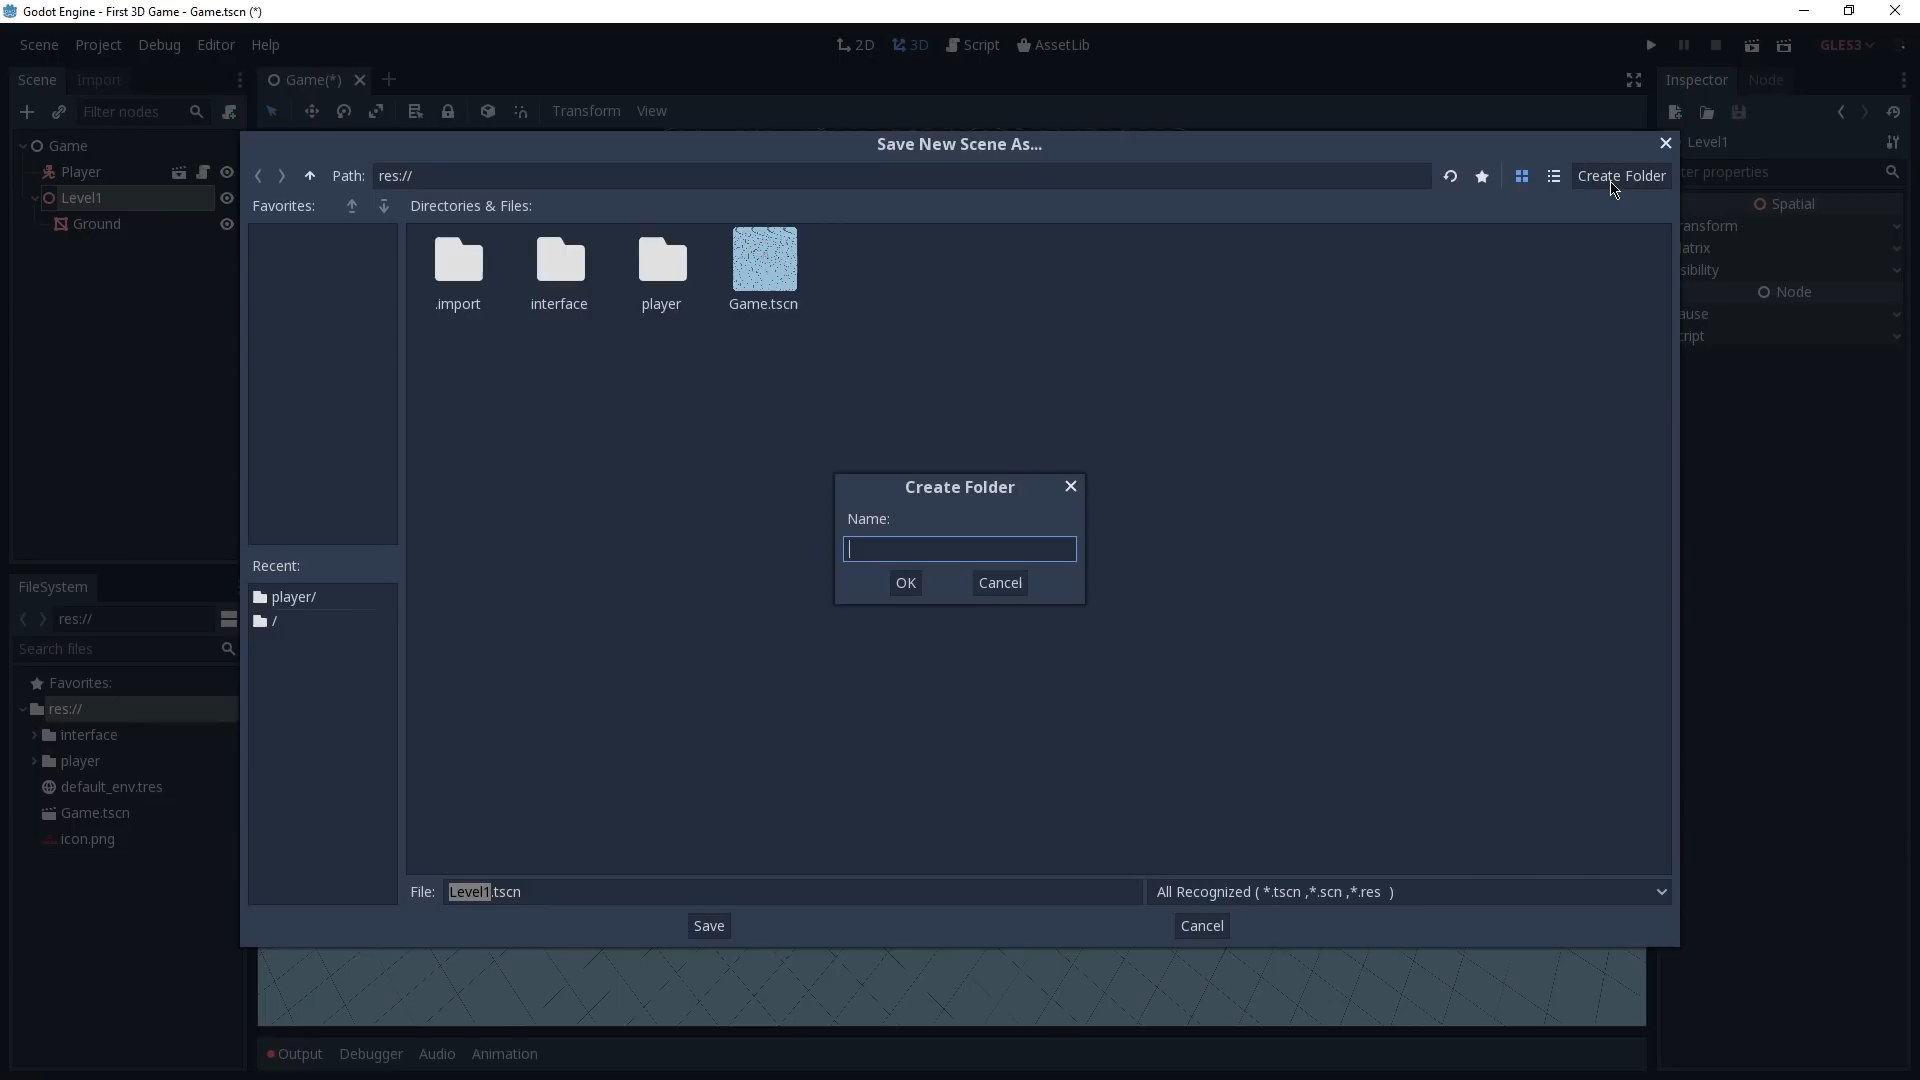 Godot Engine - First 3D Game - Game.tscn (*)
Scene Project Debug Editor Help
2D 3D Script AssetLib
GLES3
Scene Import
Game(*)
Inspector Node
Filter nodes
Transform View
Game
Player
Level1
Ground
Save New Scene As...
Path: res://
Create Folder
Favorites:
Directories & Files:
.import
interface
player
Game.tscn
Create Folder
Name:
OK Cancel
Recent:
player/
/
File: Level1.tscn
All Recognized ( *.tscn ,*.scn ,*.res )
Save Cancel
Level1
ter properties
Spatial
ansform
atrix
sibility
Node
ause
cript
FileSystem
res://
Search files
Favorites:
res://
interface
player
default_env.tres
Game.tscn
icon.png
Output Debugger Audio Animation